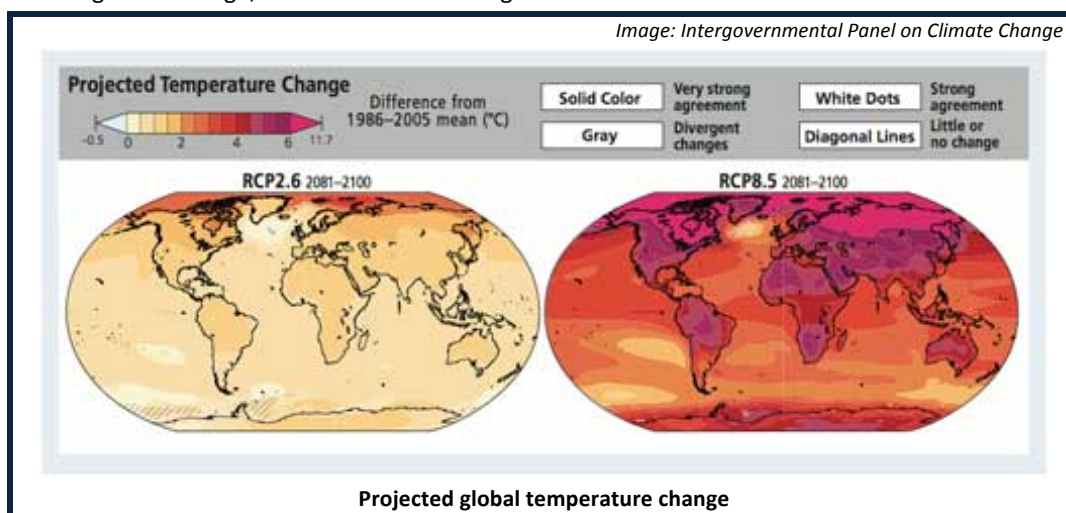 Image: Intergovernmental Panel on Climate Change
Projected Temperature Change
Difference from
1986–2005 mean (°C)
−0.5 0 2 4 6 11.7
Solid Color
Very strong
agreement
White Dots
Strong
agreement
Gray
Divergent
changes
Diagonal Lines
Little or
no change
RCP2.6 2081–2100
RCP8.5 2081–2100
Projected global temperature change